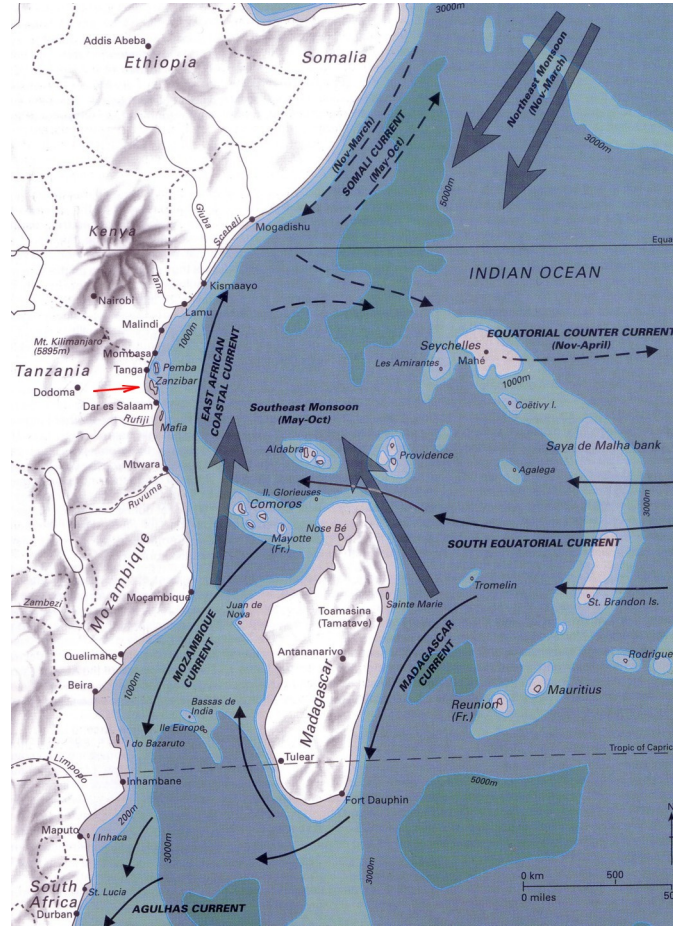 3000m
Addis Abeba
Ethiopia
Somalia
5000m
Northeast Monsoon
(Nov-March)
3000m
(Nov-March)
SOMALI CURRENT
(May-Oct)
5000m
Giuba
Scebeli
Mogadishu
Kenya
Equat
INDIAN OCEAN
Tana
Kismaayo
Nairobi
Lamu
1000m
Malindi
Mt. Kilimanjaro
(5895m)
Mombasa
EQUATORIAL COUNTER CURRENT
(Nov-April)
Seychelles
Mahé
Les Amirantes
Tanzania
Tanga
Pemba
Zanzibar
EAST AFRICAN
COASTAL CURRENT
1000m
Dodoma
Dar es Salaam
Rufiji
Mafia
Southeast Monsoon
(May-Oct)
Coëtivy I.
Saya de Malha bank
Aldabra
Providence
Agalega
Mtwara
Ruvuma
Il. Glorieuses
Comoros
3000m
Mayotte
(Fr.)
Nose Bé
SOUTH EQUATORIAL CURRENT
Mozambique
Zambezi
Moçambique
Juan de
Nova
Tromelin
Sainte Marie
St. Brandon Is.
Toamasina
(Tamatave)
MOZAMBIQUE
CURRENT
Quelimane
Antananarivo
MADAGASCAR
CURRENT
Rodrigue
Beira
1000m
Madagascar
Mauritius
Reunion
(Fr.)
Bassas de
India
Ile Europe
I do Bazaruto
Tulear
Tropic of Capric
Limpopo
Inhambane
5000m
Fort Dauphin
200m
Maputo
I Inhaca
3000m
3000m
N
0 km
500
0 miles
50
South
Africa
St. Lucia
Durban
AGULHAS CURRENT